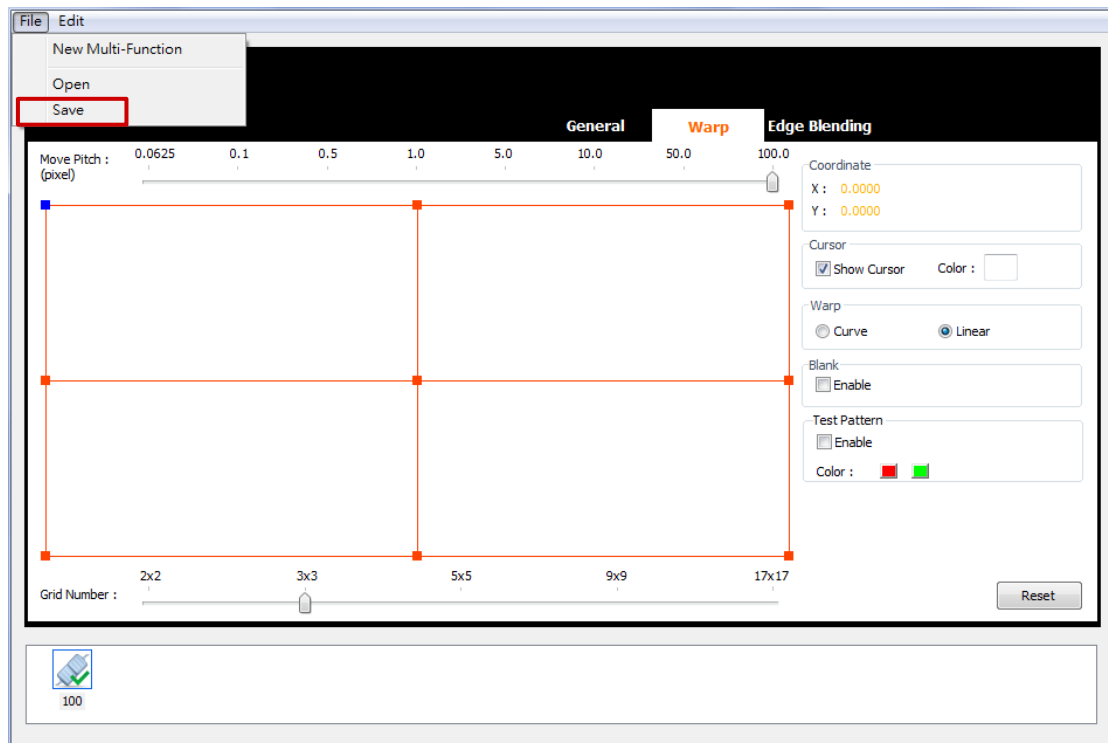 File Edit
New Multi-Function
Open
Save
General Warp Edge Blending
Move Pitch :
(pixel)
0.0625 0.1 0.5 1.0 5.0 10.0 50.0 100.0
Coordinate
X : 0.0000
Y : 0.0000
Cursor
Show Cursor Color :
Warp
Curve Linear
Blank
Enable
Test Pattern
Enable
Color :
2x2 3x3 5x5 9x9 17x17
Grid Number :
Reset
100